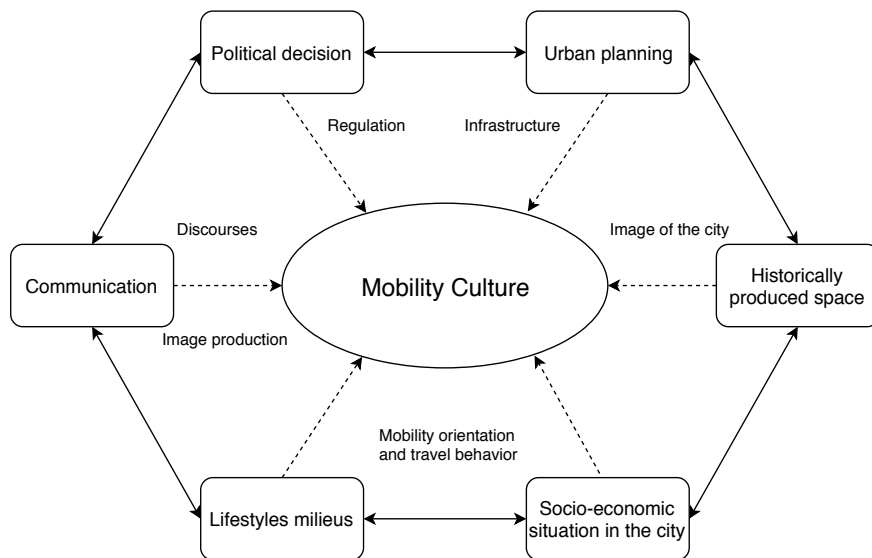 Political decision
Urban planning
Regulation
Infrastructure
Discourses
Image of the city
Communication
Mobility Culture
Historically
produced space
Image production
Mobility orientation
and travel behavior
Lifestyles milieus
Socio-economic
situation in the city